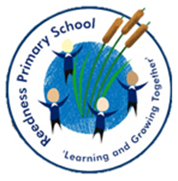 Reedness Primary School
'Learning and Growing Together'